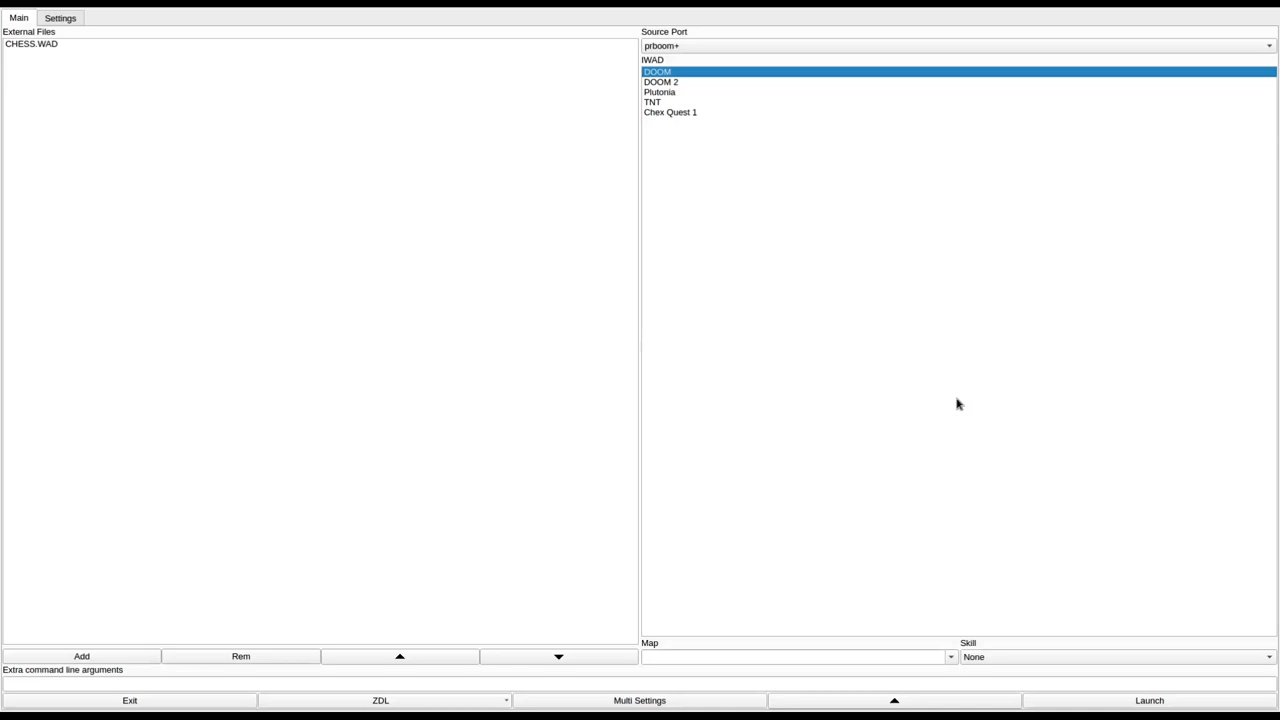 Main Settings
External Files
CHESS.WAD
Source Port
prboom+
IWAD
DOOM
DOOM 2
Plutonia
TNT
Chex Quest 1
Add Rem
Map Skill
None
Extra command line arguments
Exit ZDL Multi Settings Launch